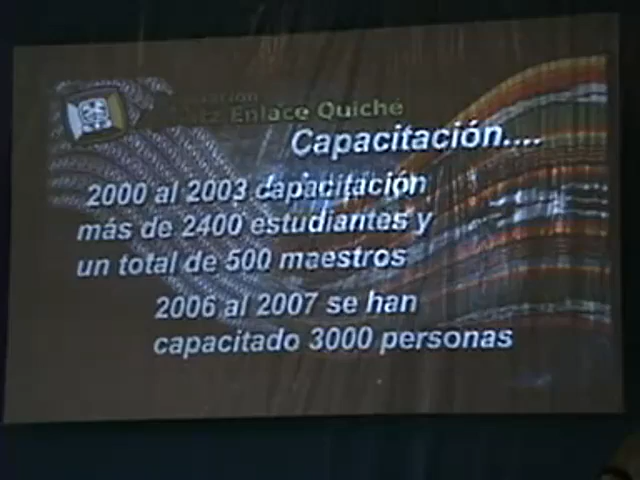 Enlace Quiché
Capacitación....
2000 al 2003 capacitación
más de 2400 estudiantes y
un total de 500 maestros
2006 al 2007 se han
capacitado 3000 personas